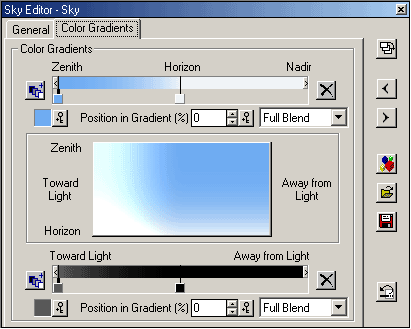 Sky Editor - Sky
General Color Gradients
Color Gradients
Zenith Horizon Nadir
Position in Gradient (%) 0 Full Blend
Zenith
Toward Light Away from Light
Horizon
Toward Light Away from Light
Position in Gradient (%) 0 Full Blend